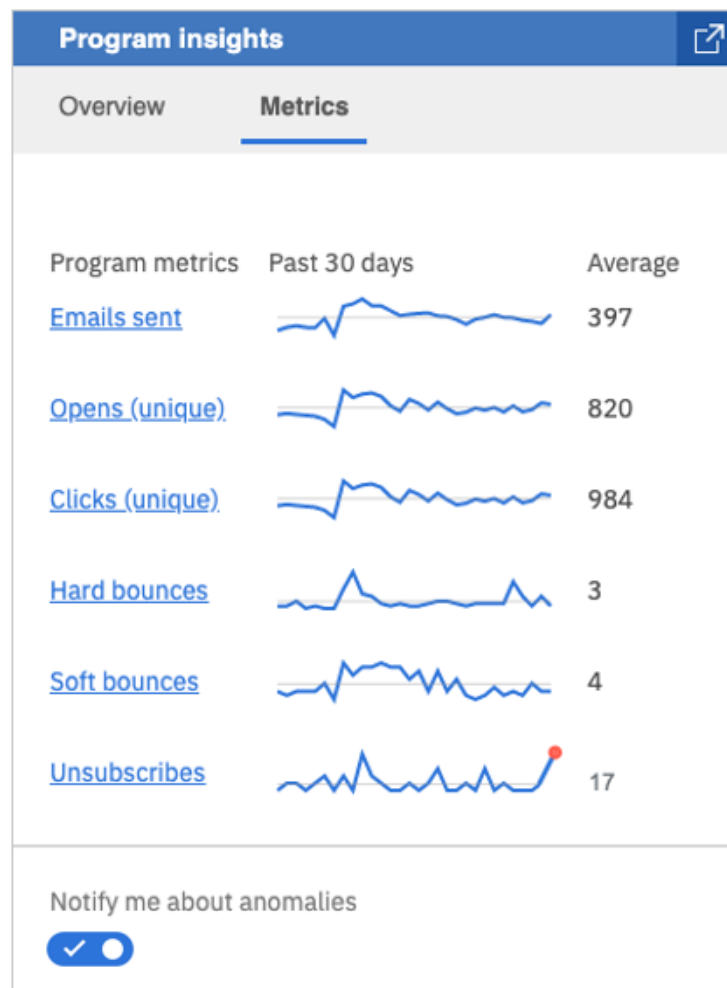 Program insights
Overview Metrics
Program metrics Past 30 days Average
Emails sent 397
Opens (unique) 820
Clicks (unique) 984
Hard bounces 3
Soft bounces 4
Unsubscribes 17
Notify me about anomalies